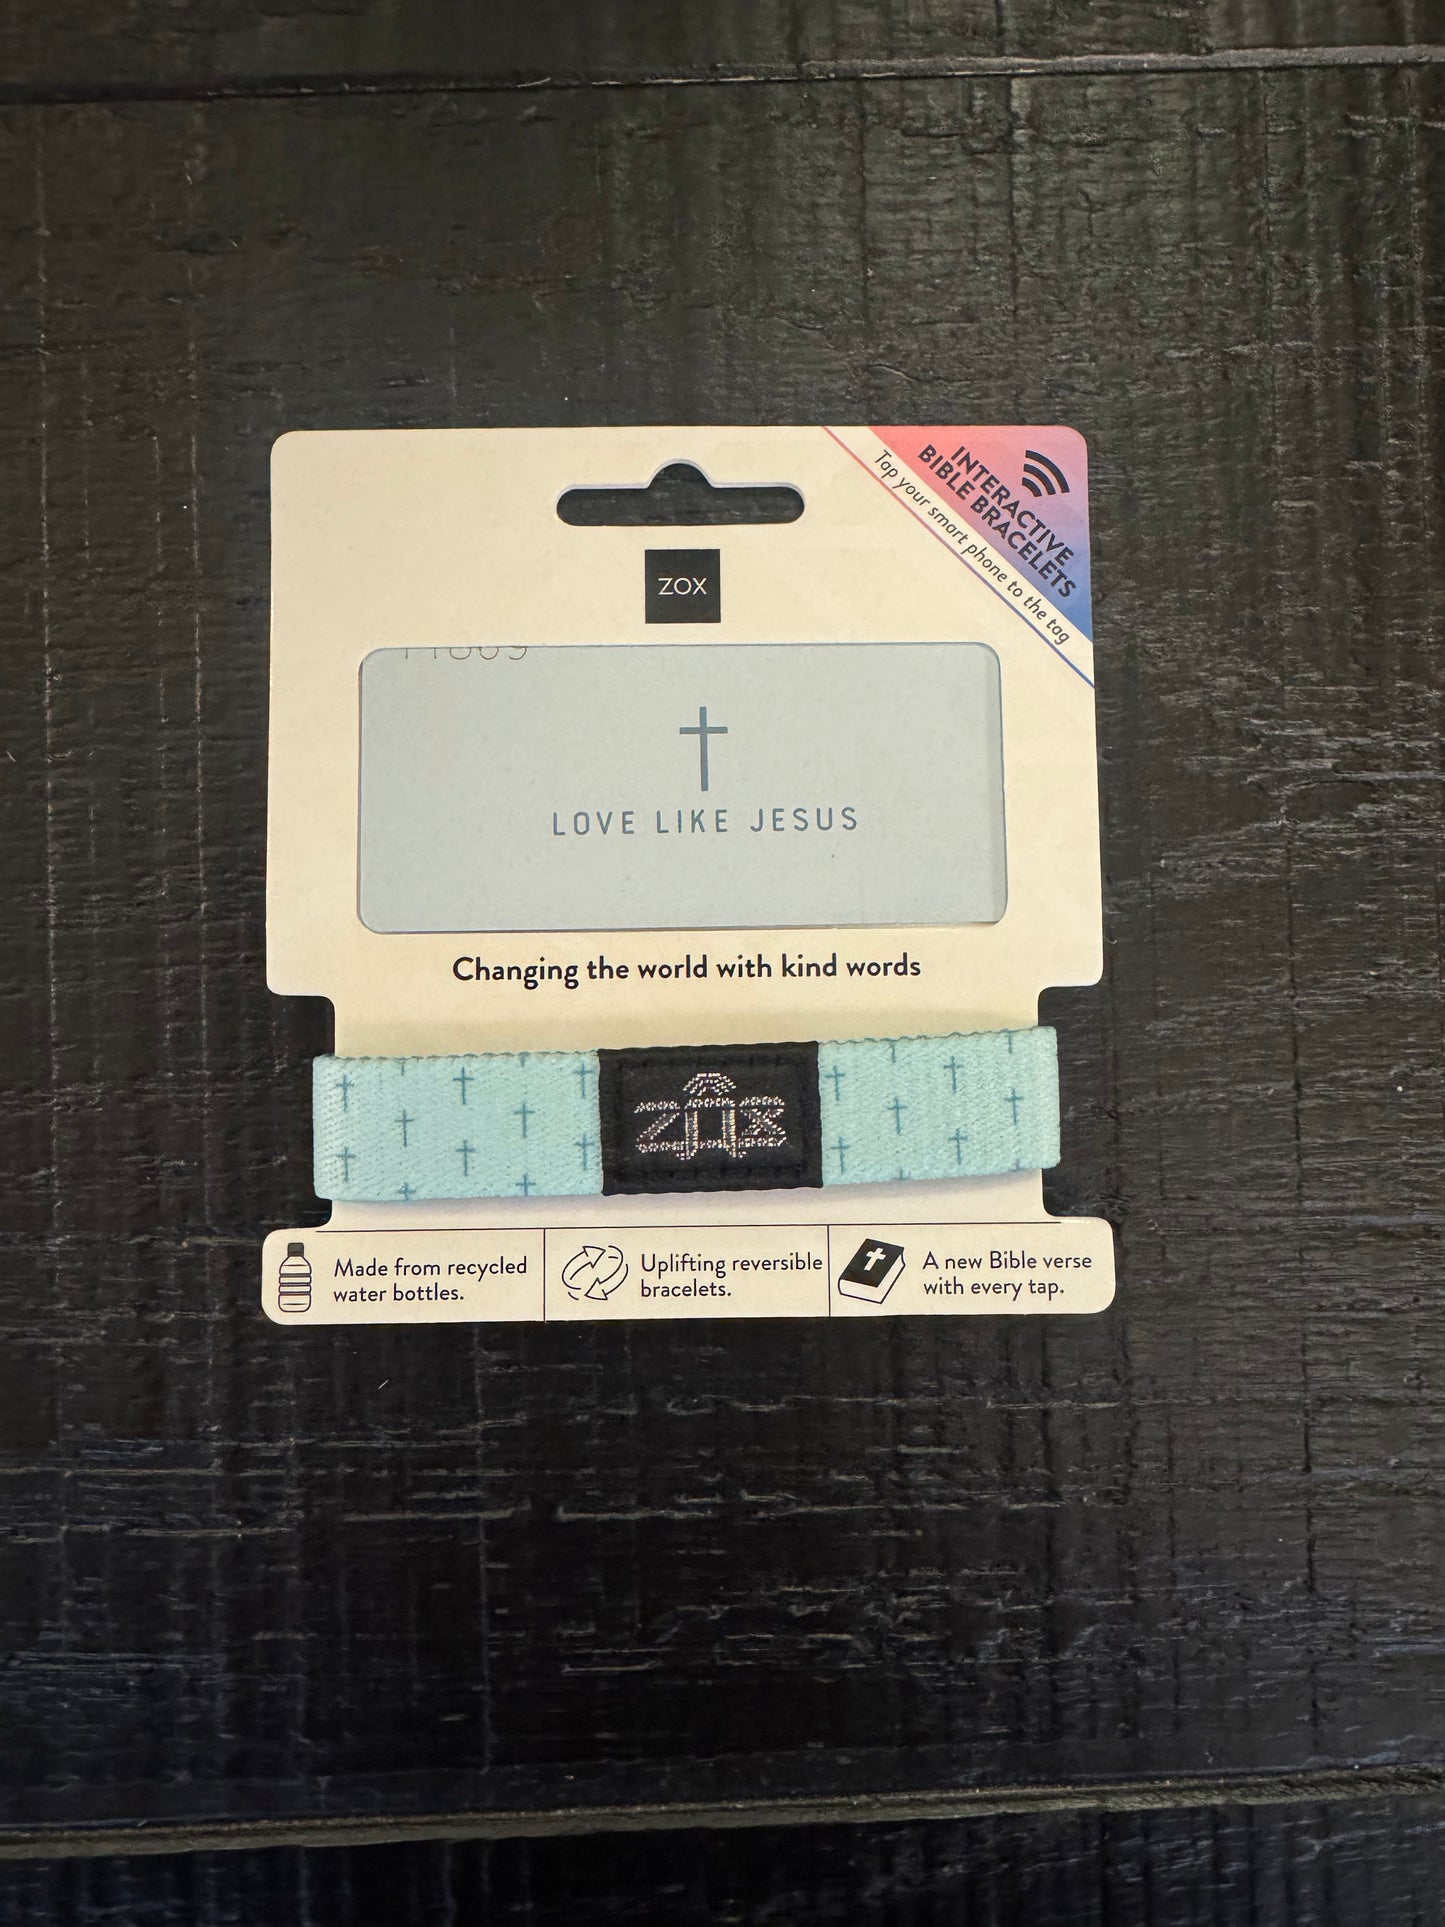 INTERACTIVE
BIBLE BRACELETS
Tap your smart phone to the tag
ZOX
LOVE LIKE JESUS
Changing the world with kind words
ZOX
Made from recycled
water bottles.
Uplifting reversible
bracelets.
A new Bible verse
with every tap.